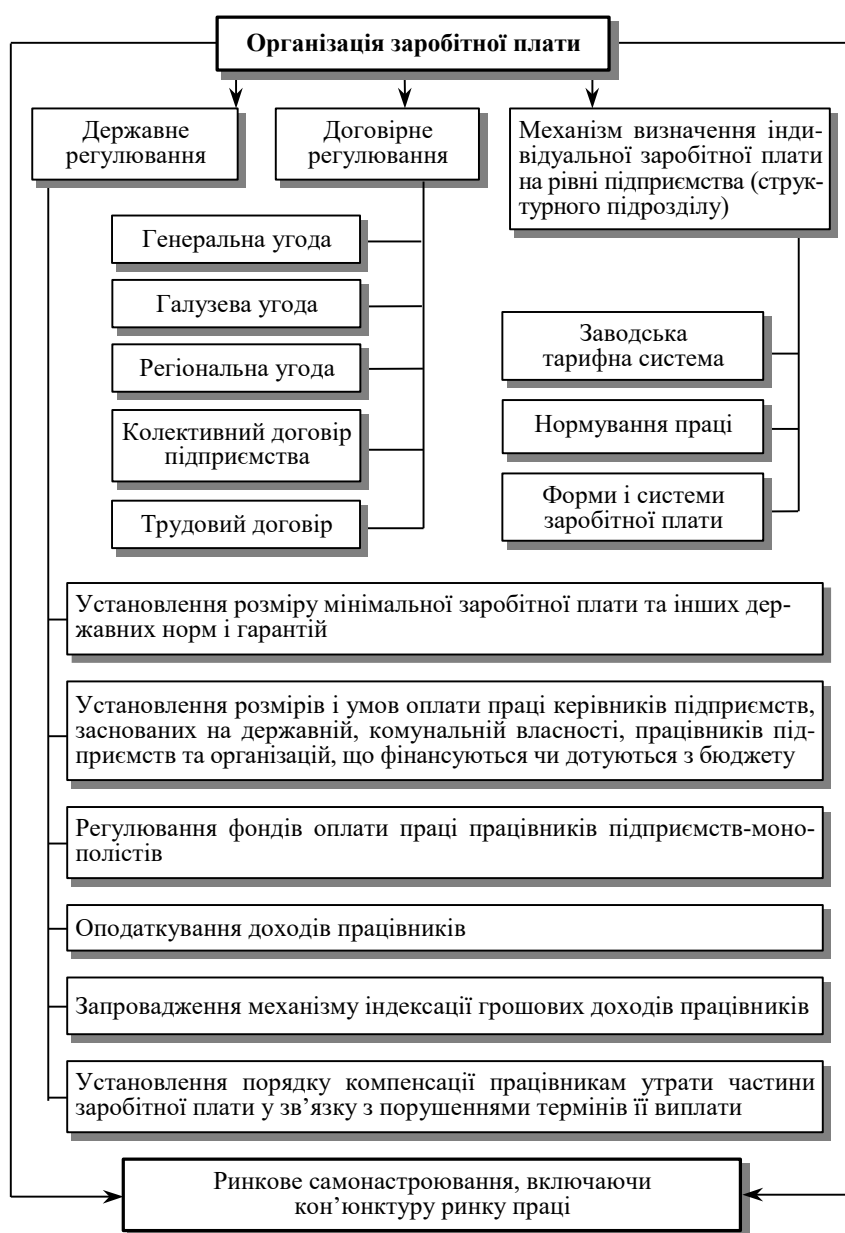 Організація заробітної плати
Державне
регулювання
Договірне
регулювання
Механізм визначення інди-
відуальної заробітної плати
на рівні підприємства (струк-
турного підрозділу)
Генеральна угода
Галузева угода
Регіональна угода
Колективний договір
підприємства
Трудовий договір
Заводська
тарифна система
Нормування праці
Форми і системи
заробітної плати
Установлення розміру мінімальної заробітної плати та інших дер-
жавних норм і гарантій
Установлення розмірів і умов оплати праці керівників підприємств,
заснованих на державній, комунальній власності, працівників під-
приємств та організацій, що фінансуються чи дотуються з бюджету
Регулювання фондів оплати праці працівників підприємств-моно-
полістів
Оподаткування доходів працівників
Запровадження механізму індексації грошових доходів працівників
Установлення порядку компенсації працівникам утрати частини
заробітної плати у зв’язку з порушеннями термінів її виплати
Ринкове самонастроювання, включаючи
кон’юнктуру ринку праці